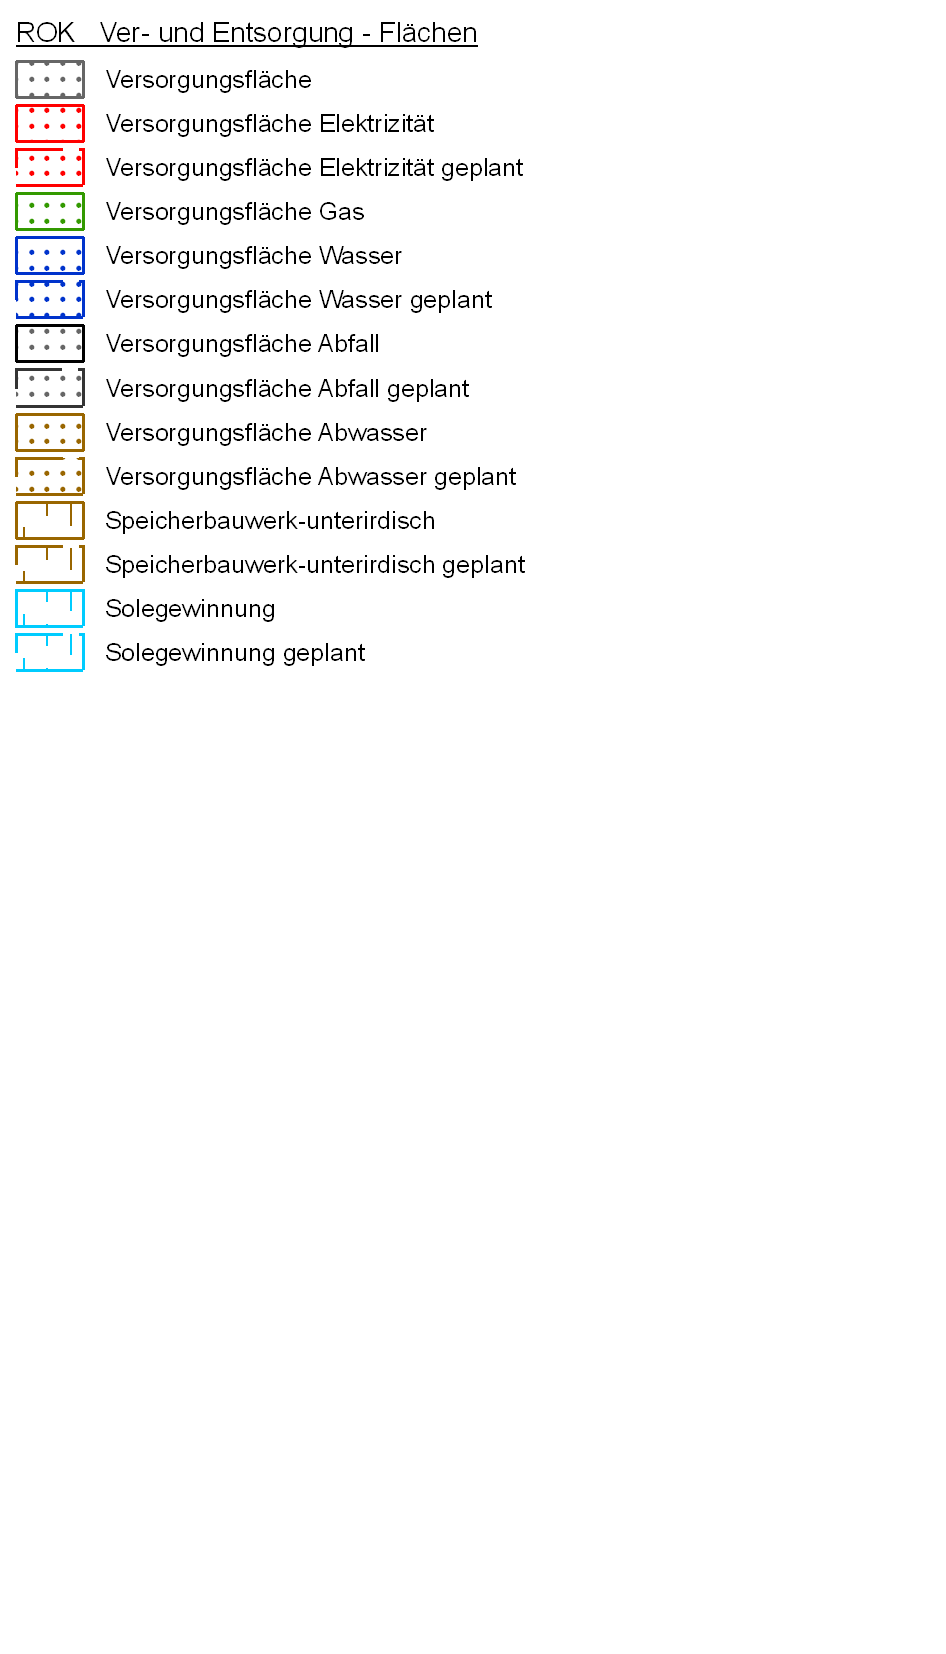 ROK   Ver- und Entsorgung - Flächen
Versorgungsfläche
Versorgungsfläche Elektrizität
Versorgungsfläche Elektrizität geplant
Versorgungsfläche Gas
Versorgungsfläche Wasser
Versorgungsfläche Wasser geplant
Versorgungsfläche Abfall
Versorgungsfläche Abfall geplant
Versorgungsfläche Abwasser
Versorgungsfläche Abwasser geplant
Speicherbauwerk-unterirdisch
Speicherbauwerk-unterirdisch geplant
Solegewinnung
Solegewinnung geplant